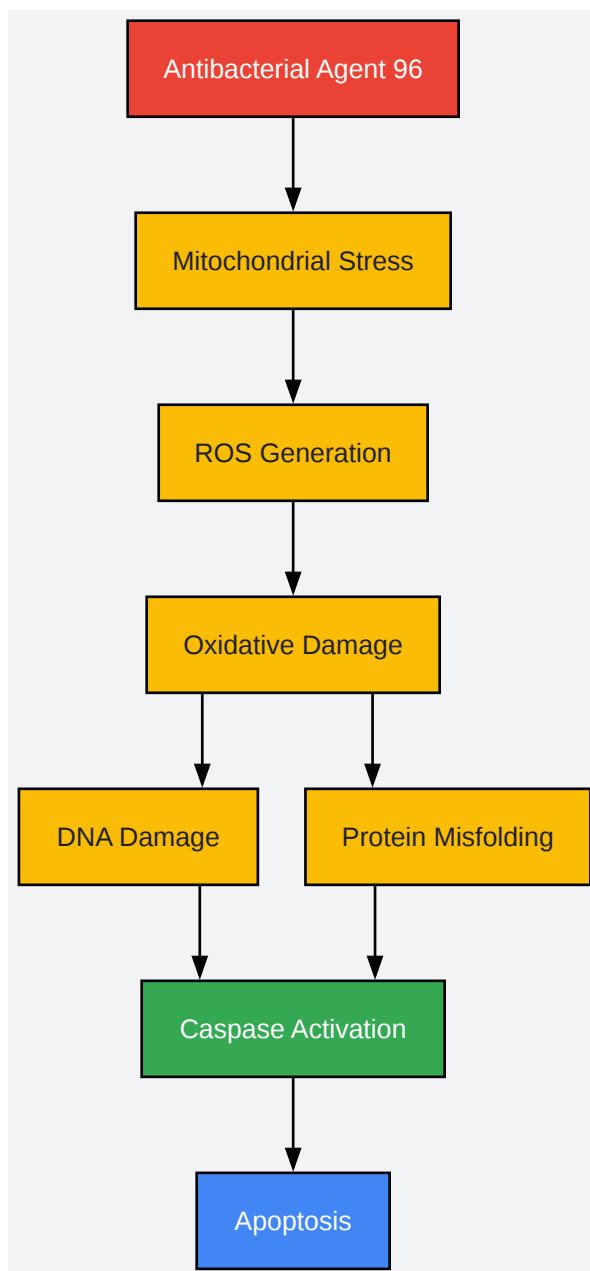 Antibacterial Agent 96
Mitochondrial Stress
ROS Generation
Oxidative Damage
DNA Damage
Protein Misfolding
Caspase Activation
Apoptosis